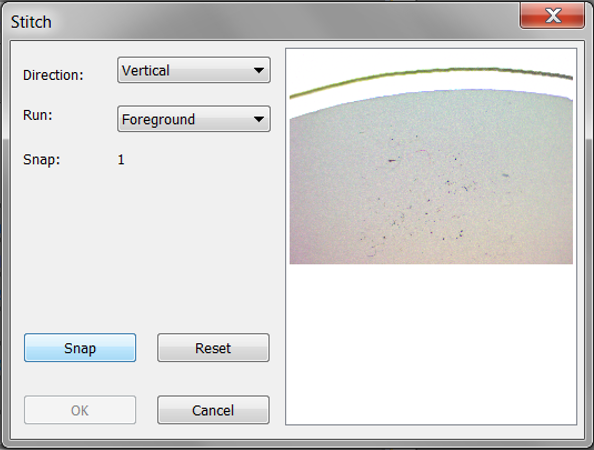 Stitch
Direction: Vertical
Run: Foreground
Snap: 1
Snap Reset
OK Cancel